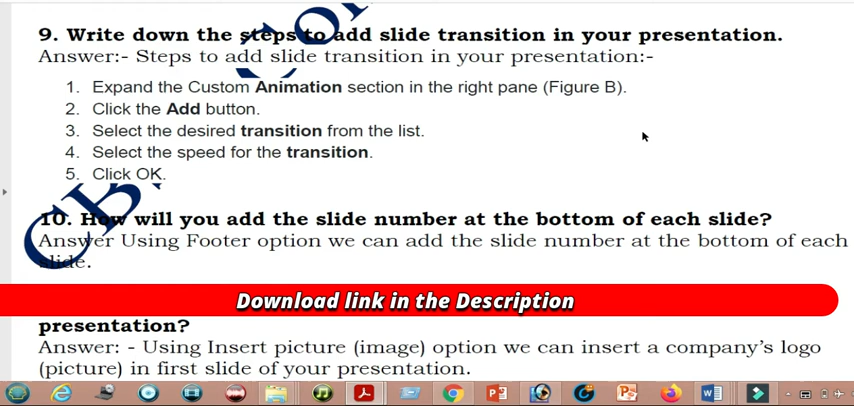 9. Write down the steps to add slide transition in your presentation.
Answer:- Steps to add slide transition in your presentation:-
1. Expand the Custom Animation section in the right pane (Figure B).
2. Click the Add button.
3. Select the desired transition from the list.
4. Select the speed for the transition.
5. Click OK.
10. How will you add the slide number at the bottom of each slide?
Answer Using Footer option we can add the slide number at the bottom of each
slide.
Download link in the Description
presentation?
Answer: - Using Insert picture (image) option we can insert a company's logo
(picture) in first slide of your presentation.